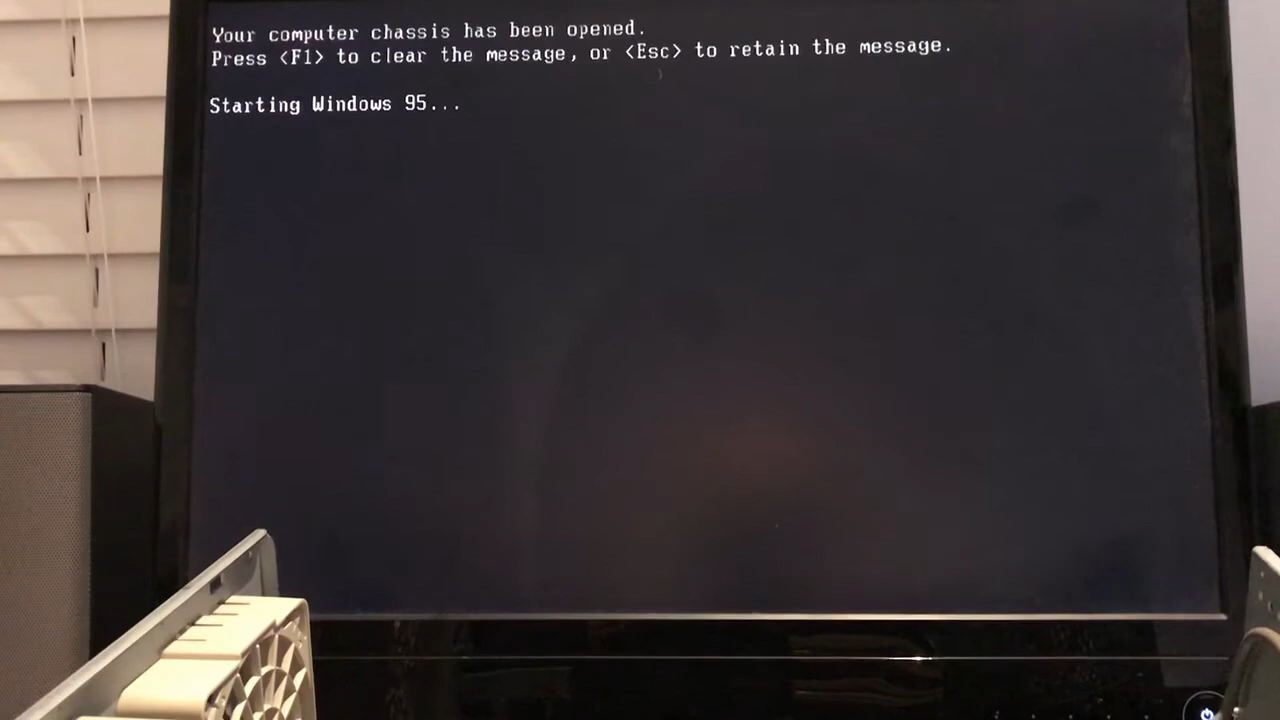 Your computer chassis has been opened.
Press <F1> to clear the message, or <Esc> to retain the message.
Starting Windows 95...